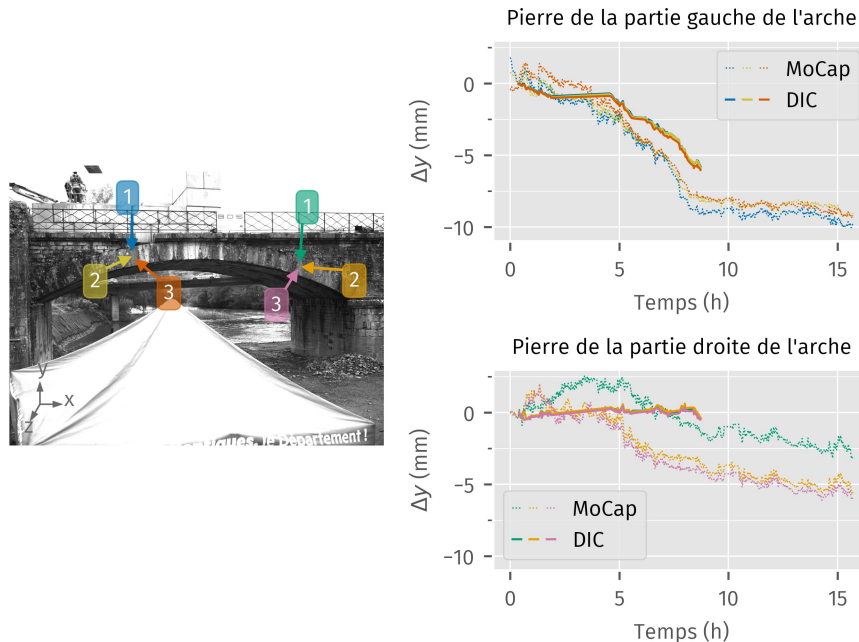 1
1
2
3
2
3
y
x
z
le Département !
Pierre de la partie gauche de l'arche
MoCap
DIC
Δy (mm)
0
−5
−10
0
5
10
15
Temps (h)
Pierre de la partie droite de l'arche
MoCap
DIC
Δy (mm)
0
−5
−10
0
5
10
15
Temps (h)